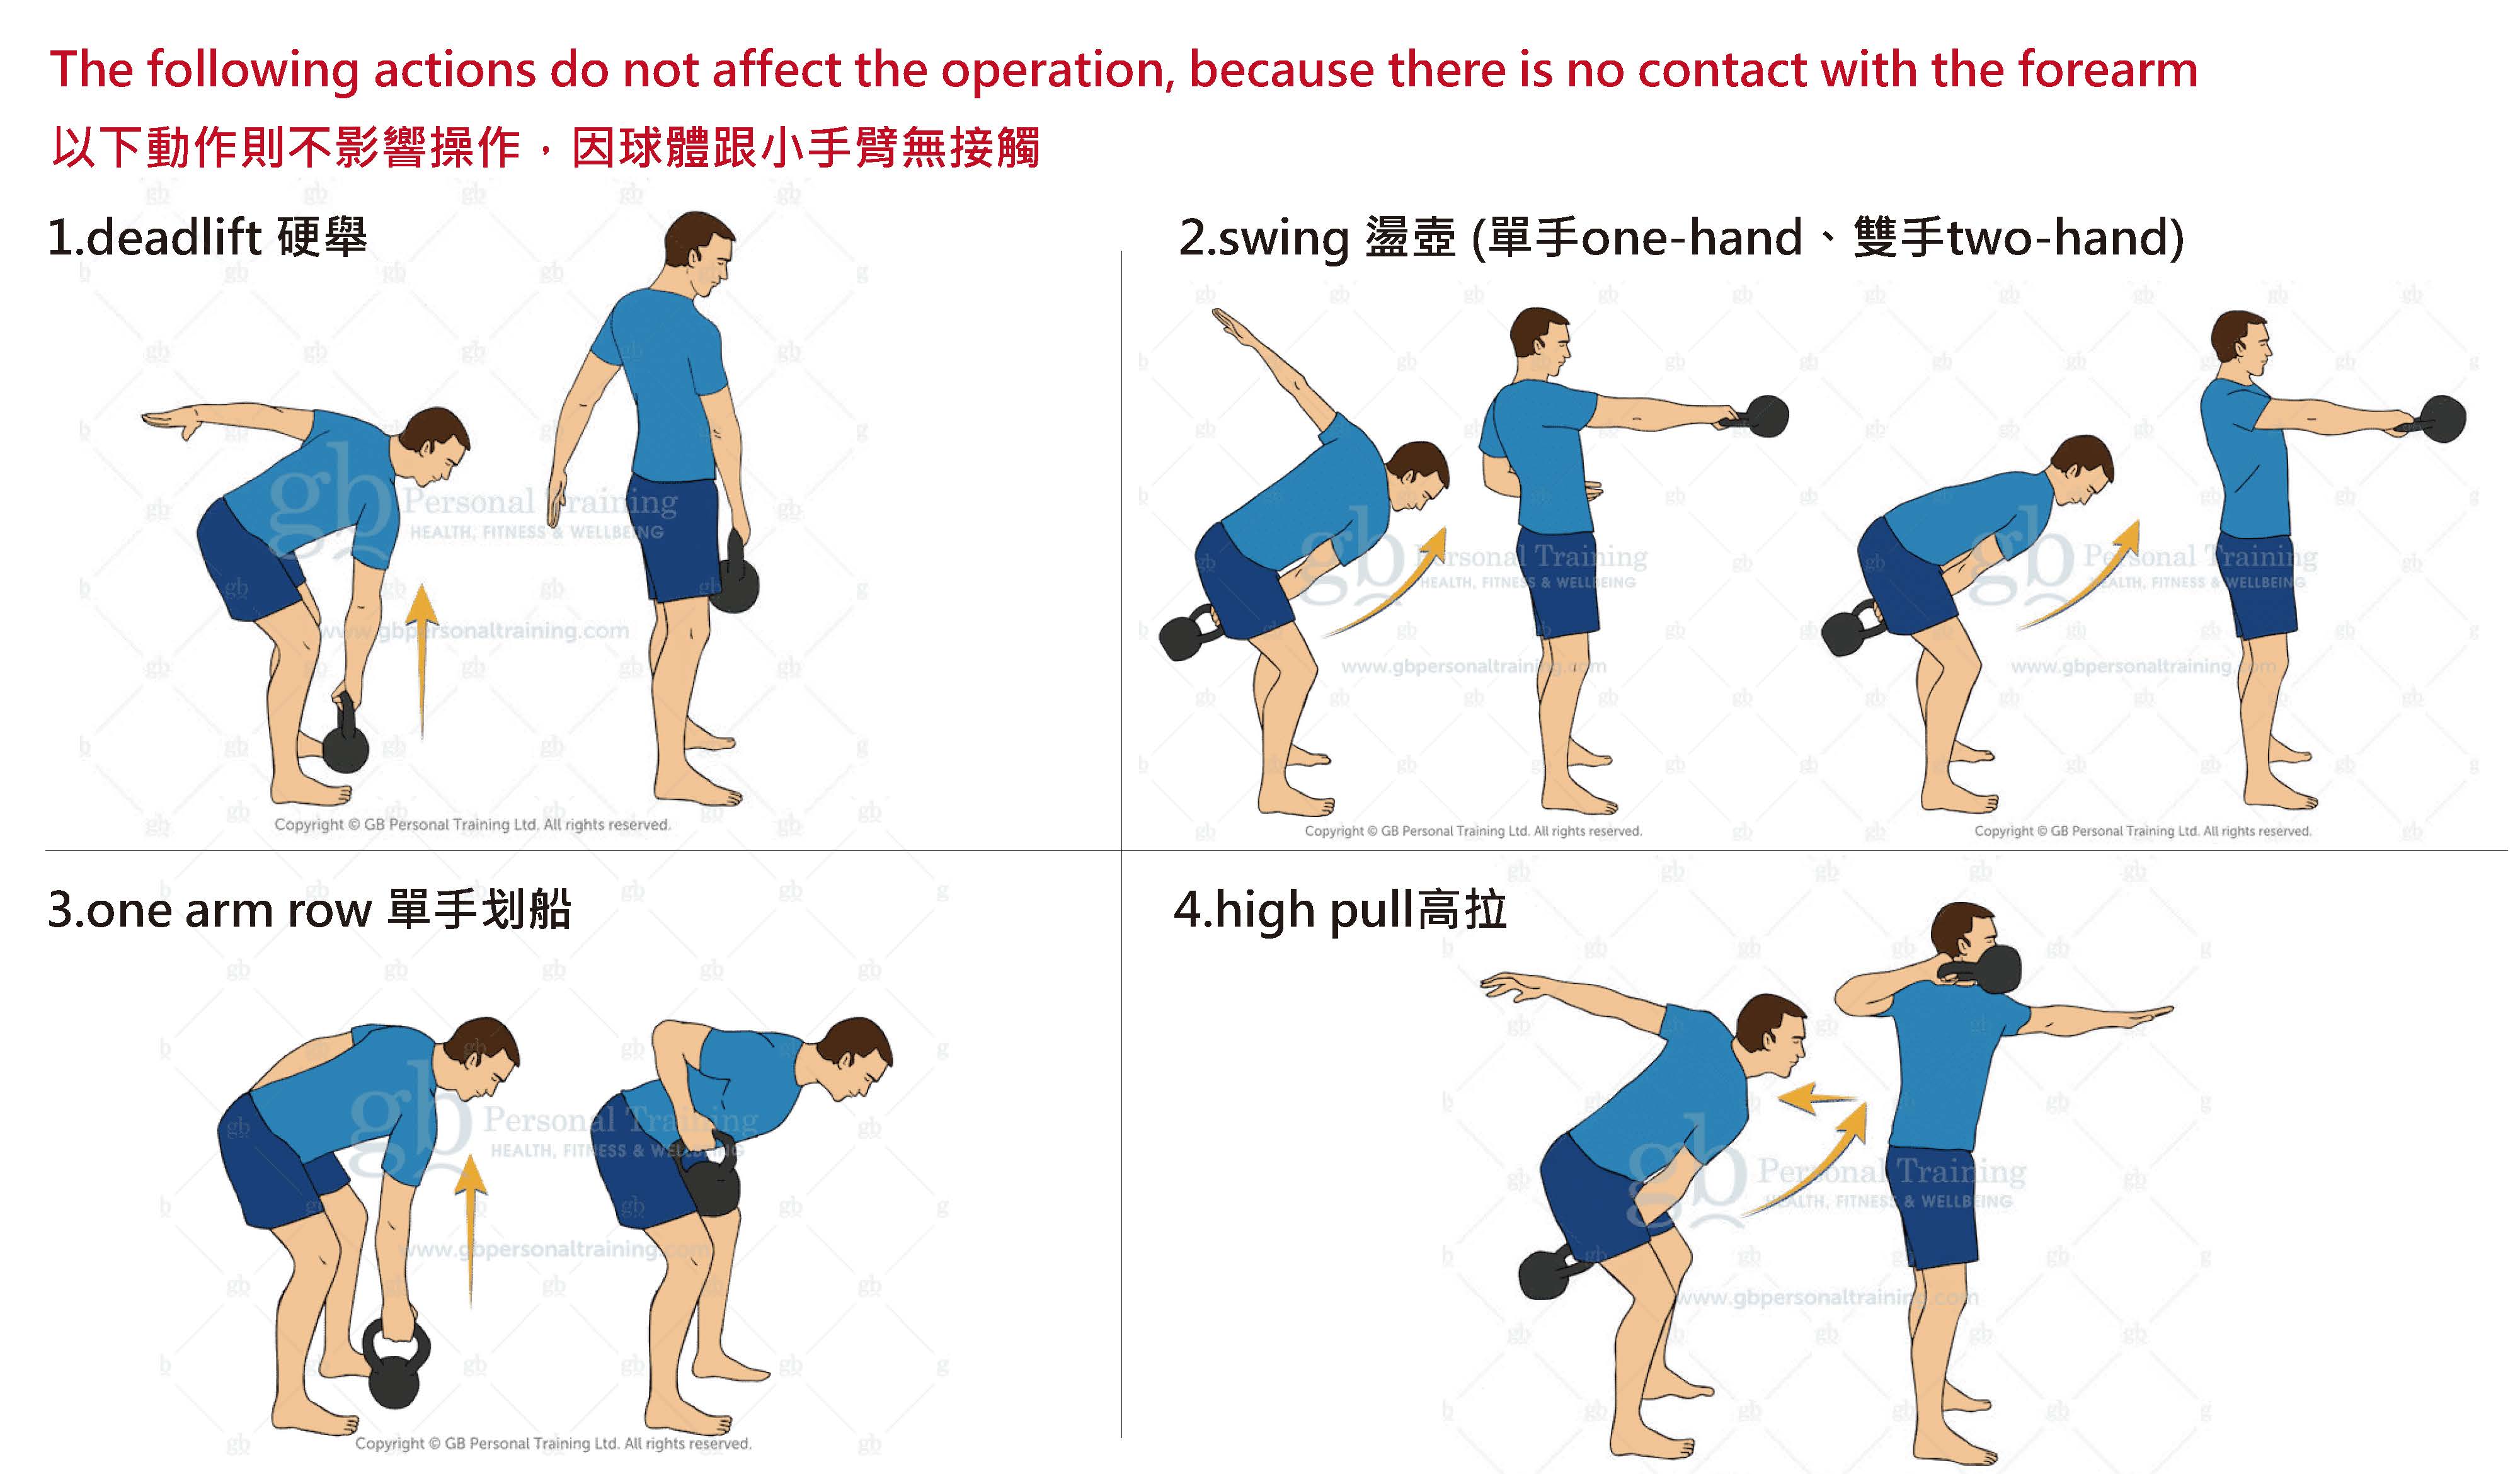 The following actions do not affect the operation, because there is no contact with the forearm
以下動作則不影響操作，因球體跟小手臂無接觸
1.deadlift 硬舉
gb Personal Training
HEALTH, FITNESS & WELLBEING
www.gbpersonaltraining.com
Copyright © GB Personal Training Ltd. All rights reserved.
2.swing 盪壺 (單手one-hand、雙手two-hand)
gb Personal Training
HEALTH, FITNESS & WELLBEING
www.gbpersonaltraining.com
Copyright © GB Personal Training Ltd. All rights reserved.
gb Personal Training
HEALTH, FITNESS & WELLBEING
www.gbpersonaltraining.com
Copyright © GB Personal Training Ltd. All rights reserved.
3.one arm row 單手划船
gb Personal Training
HEALTH, FITNESS & WELLBEING
www.gbpersonaltraining.com
Copyright © GB Personal Training Ltd. All rights reserved.
4.high pull高拉
gb Personal Training
HEALTH, FITNESS & WELLBEING
www.gbpersonaltraining.com